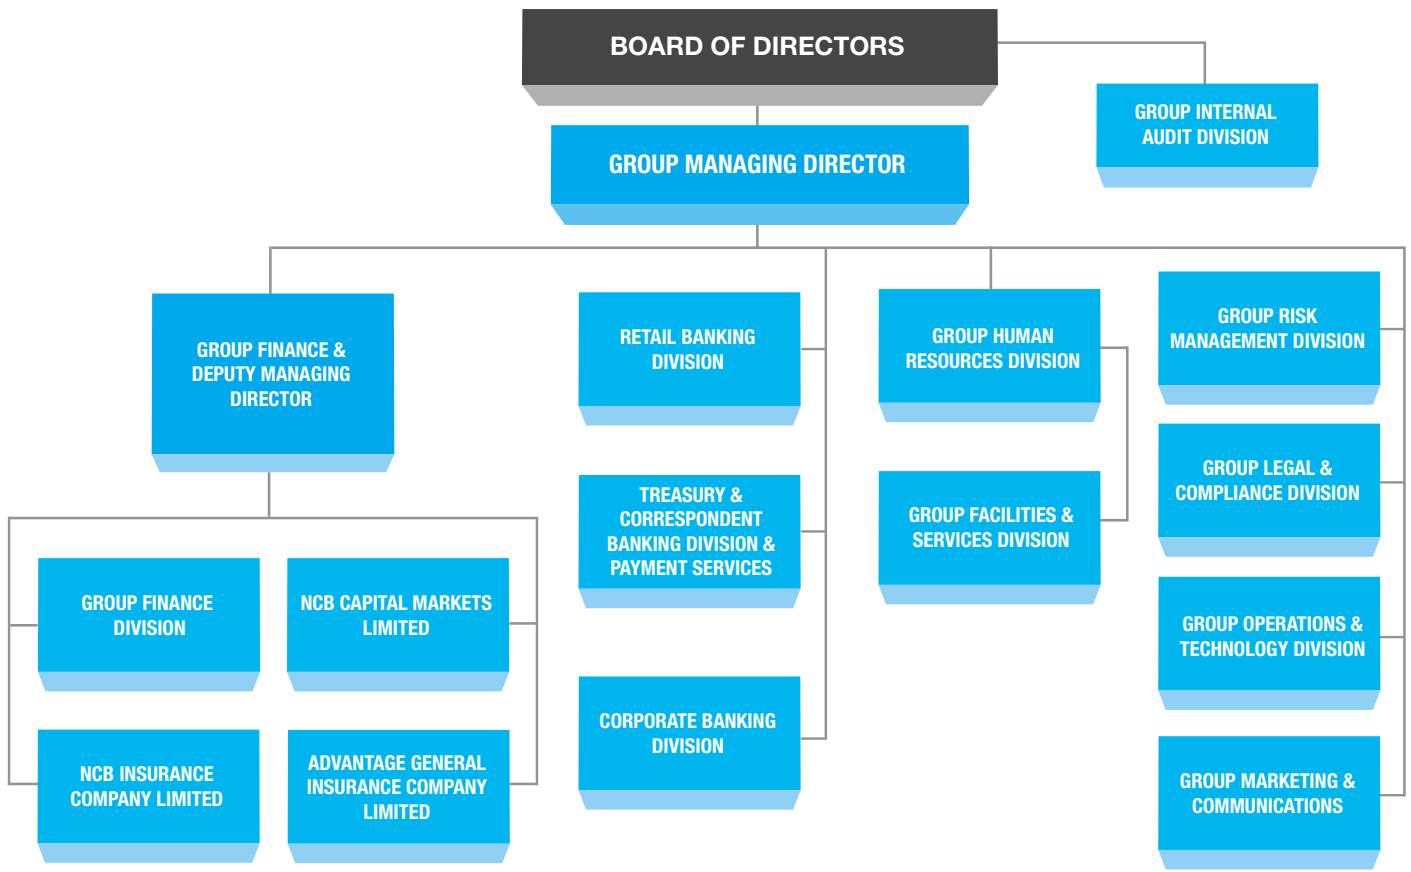 BOARD OF DIRECTORS
GROUP INTERNAL
AUDIT DIVISION
GROUP MANAGING DIRECTOR
GROUP FINANCE &
DEPUTY MANAGING
DIRECTOR
GROUP FINANCE
DIVISION
NCB CAPITAL MARKETS
LIMITED
NCB INSURANCE
COMPANY LIMITED
ADVANTAGE GENERAL
INSURANCE COMPANY
LIMITED
RETAIL BANKING
DIVISION
TREASURY &
CORRESPONDENT
BANKING DIVISION &
PAYMENT SERVICES
CORPORATE BANKING
DIVISION
GROUP HUMAN
RESOURCES DIVISION
GROUP FACILITIES &
SERVICES DIVISION
GROUP RISK
MANAGEMENT DIVISION
GROUP LEGAL &
COMPLIANCE DIVISION
GROUP OPERATIONS &
TECHNOLOGY DIVISION
GROUP MARKETING &
COMMUNICATIONS